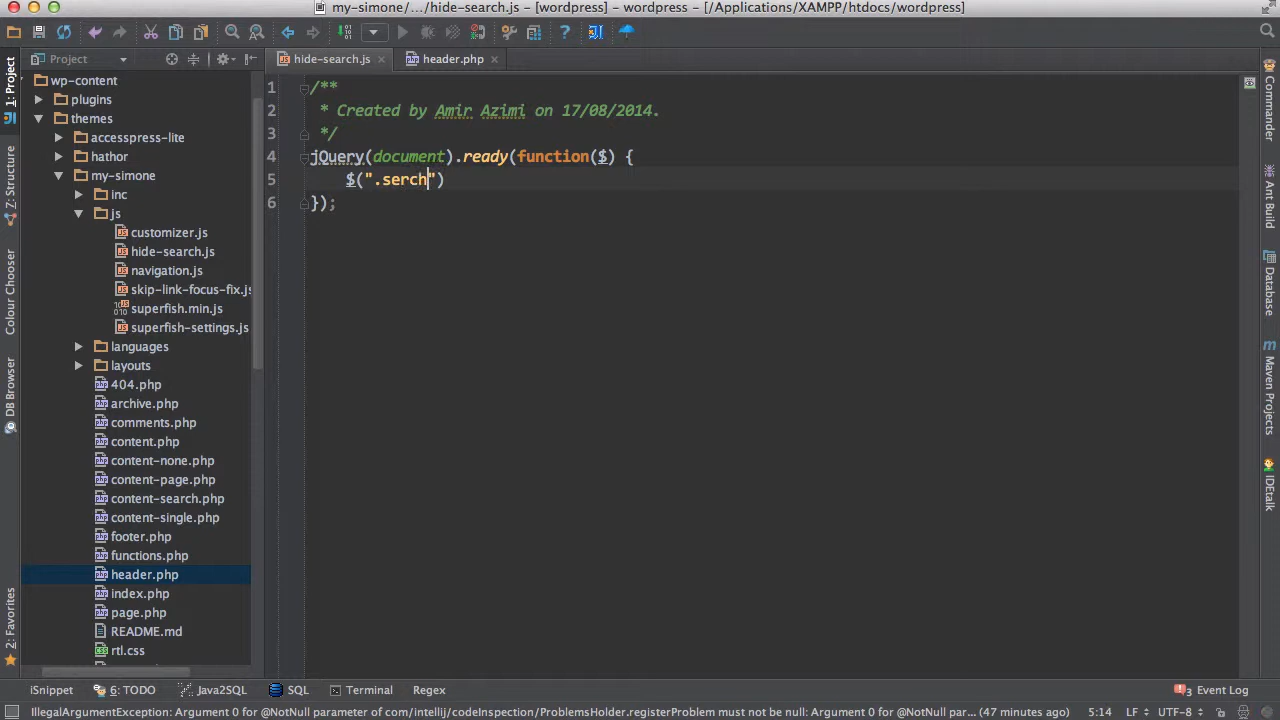 my-simone/.../hide-search.js - [wordpress] - wordpress - [/Applications/XAMPP/htdocs/wordpress]
Project
hide-search.js
header.php
1: Project
Z: Structure
Colour Chooser
DB Browser
2: Favorites
wp-content
plugins
themes
accesspress-lite
hathor
my-simone
inc
js
customizer.js
hide-search.js
navigation.js
skip-link-focus-fix.js
superfish.min.js
superfish-settings.js
languages
layouts
404.php
archive.php
comments.php
content.php
content-none.php
content-page.php
content-search.php
content-single.php
footer.php
functions.php
header.php
index.php
page.php
README.md
rtl.css
1 /**
2 * Created by Amir Azimi on 17/08/2014.
3 */
4 jQuery(document).ready(function($) {
5 $(".serch")
6 });
Commander
Ant Build
Database
Maven Projects
IDEtalk
iSnippet
6: TODO
Java2SQL
SQL
Terminal
Regex
1 Event Log
IllegalArgumentException: Argument 0 for @NotNull parameter of com/intellij/codeInspection/ProblemsHolder.registerProblem must not be null: Argument 0 for @NotNull par... (47 minutes ago)
5:14 LF UTF-8